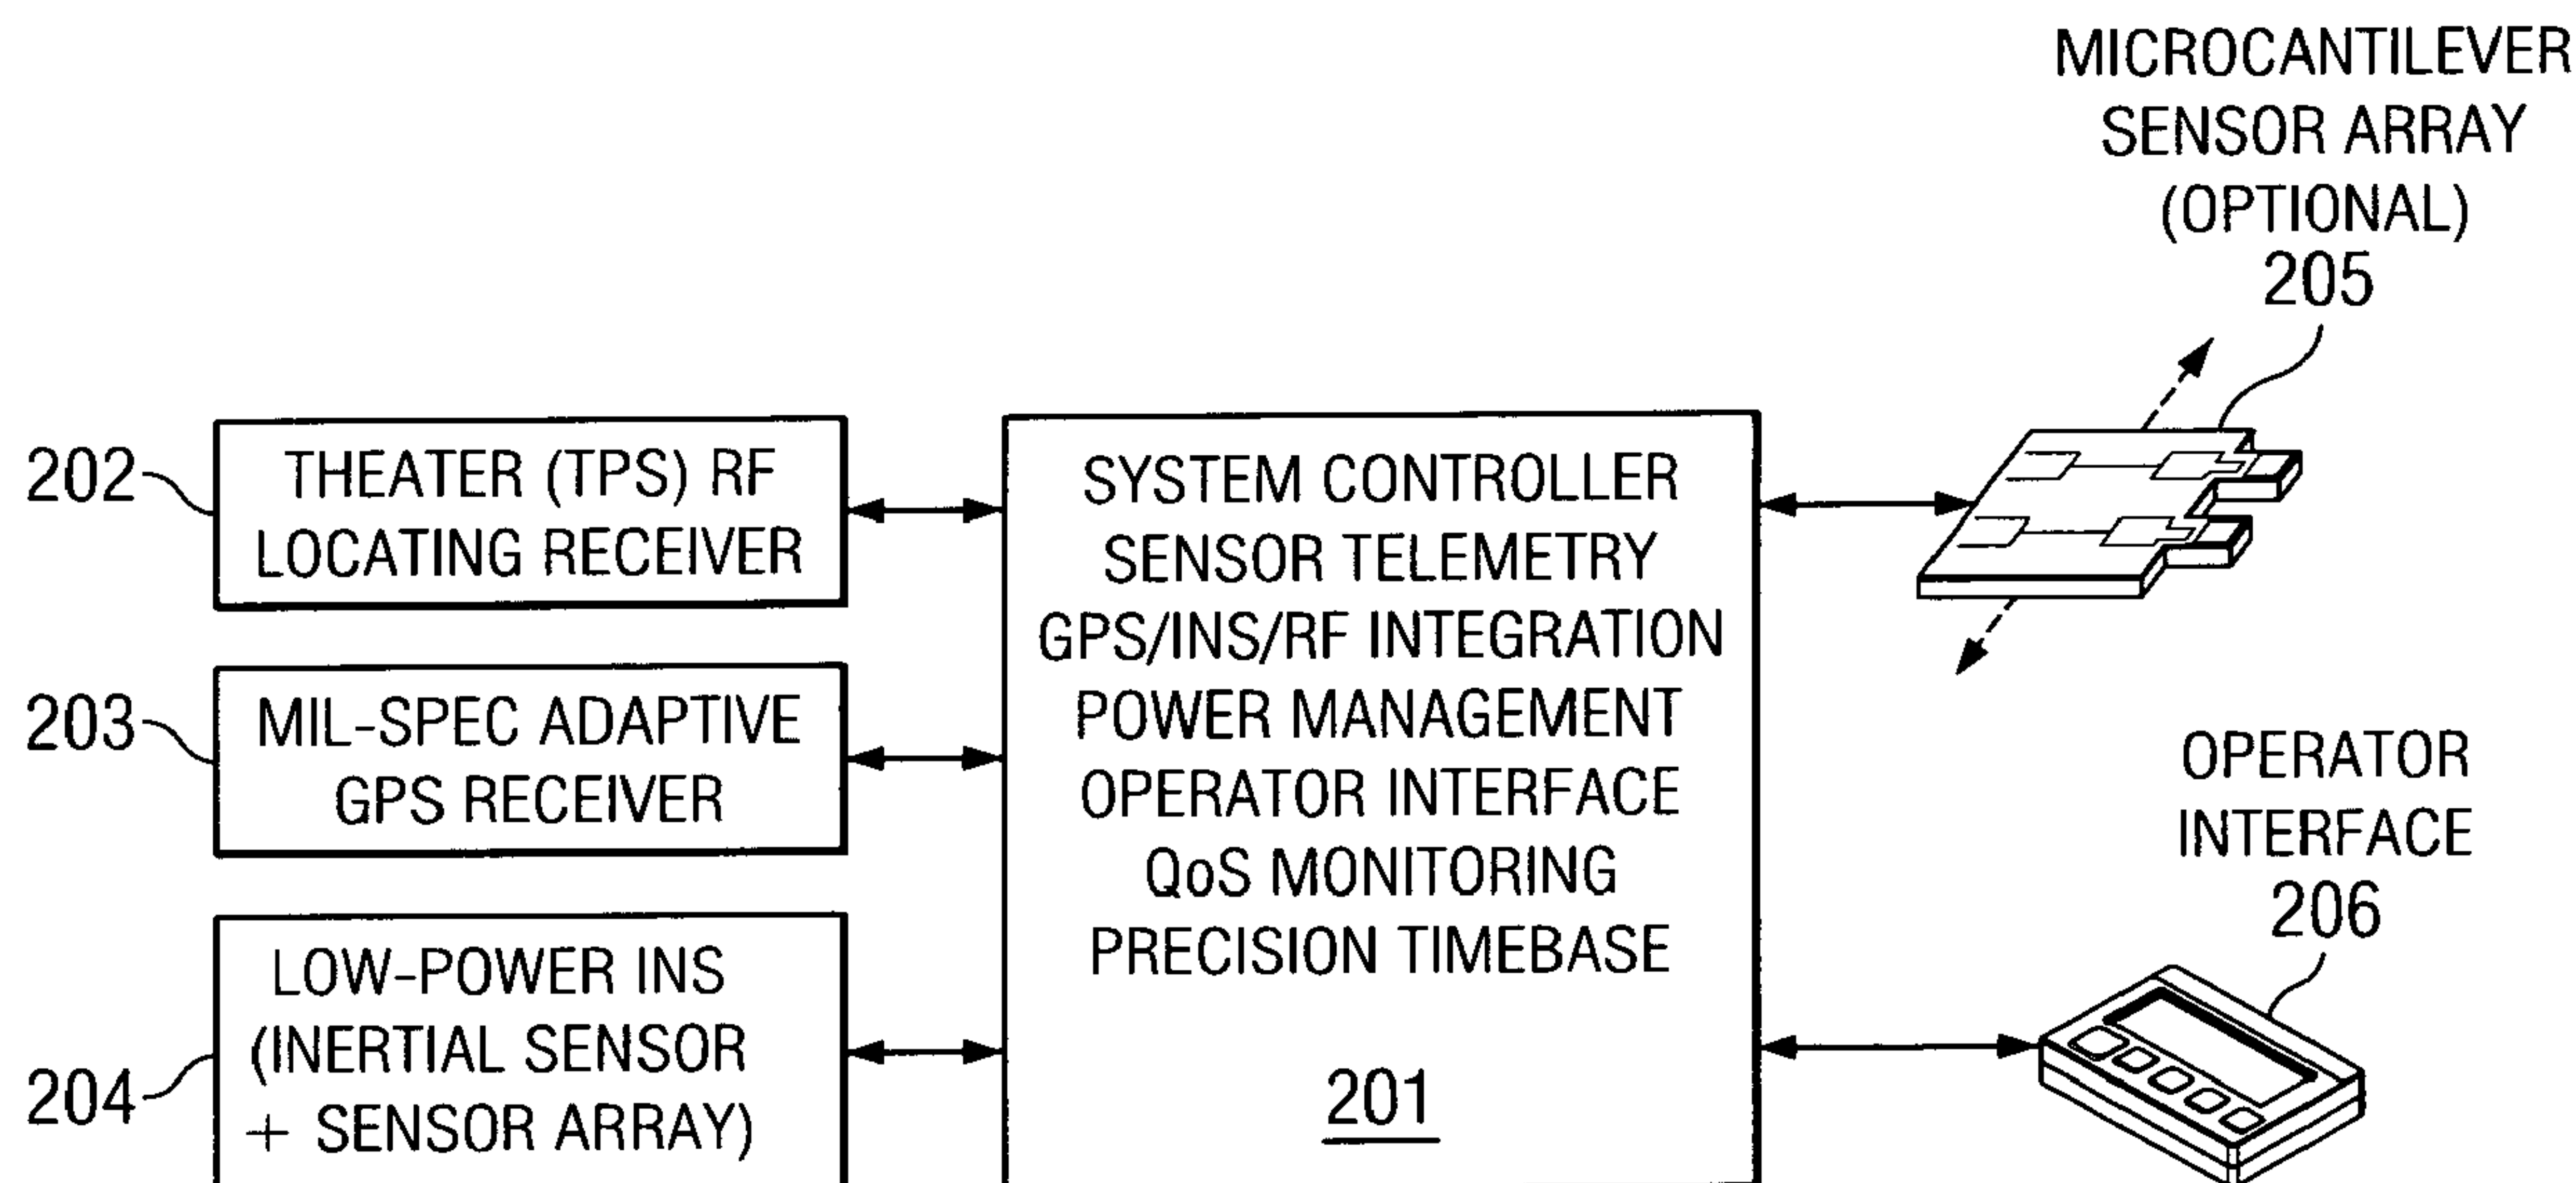 MICROCANTILEVER
SENSOR ARRAY
(OPTIONAL)
205
202
THEATER (TPS) RF
LOCATING RECEIVER
203
MIL-SPEC ADAPTIVE
GPS RECEIVER
204
LOW-POWER INS
(INERTIAL SENSOR
+ SENSOR ARRAY)
SYSTEM CONTROLLER
SENSOR TELEMETRY
GPS/INS/RF INTEGRATION
POWER MANAGEMENT
OPERATOR INTERFACE
QoS MONITORING
PRECISION TIMEBASE
201
OPERATOR
INTERFACE
206